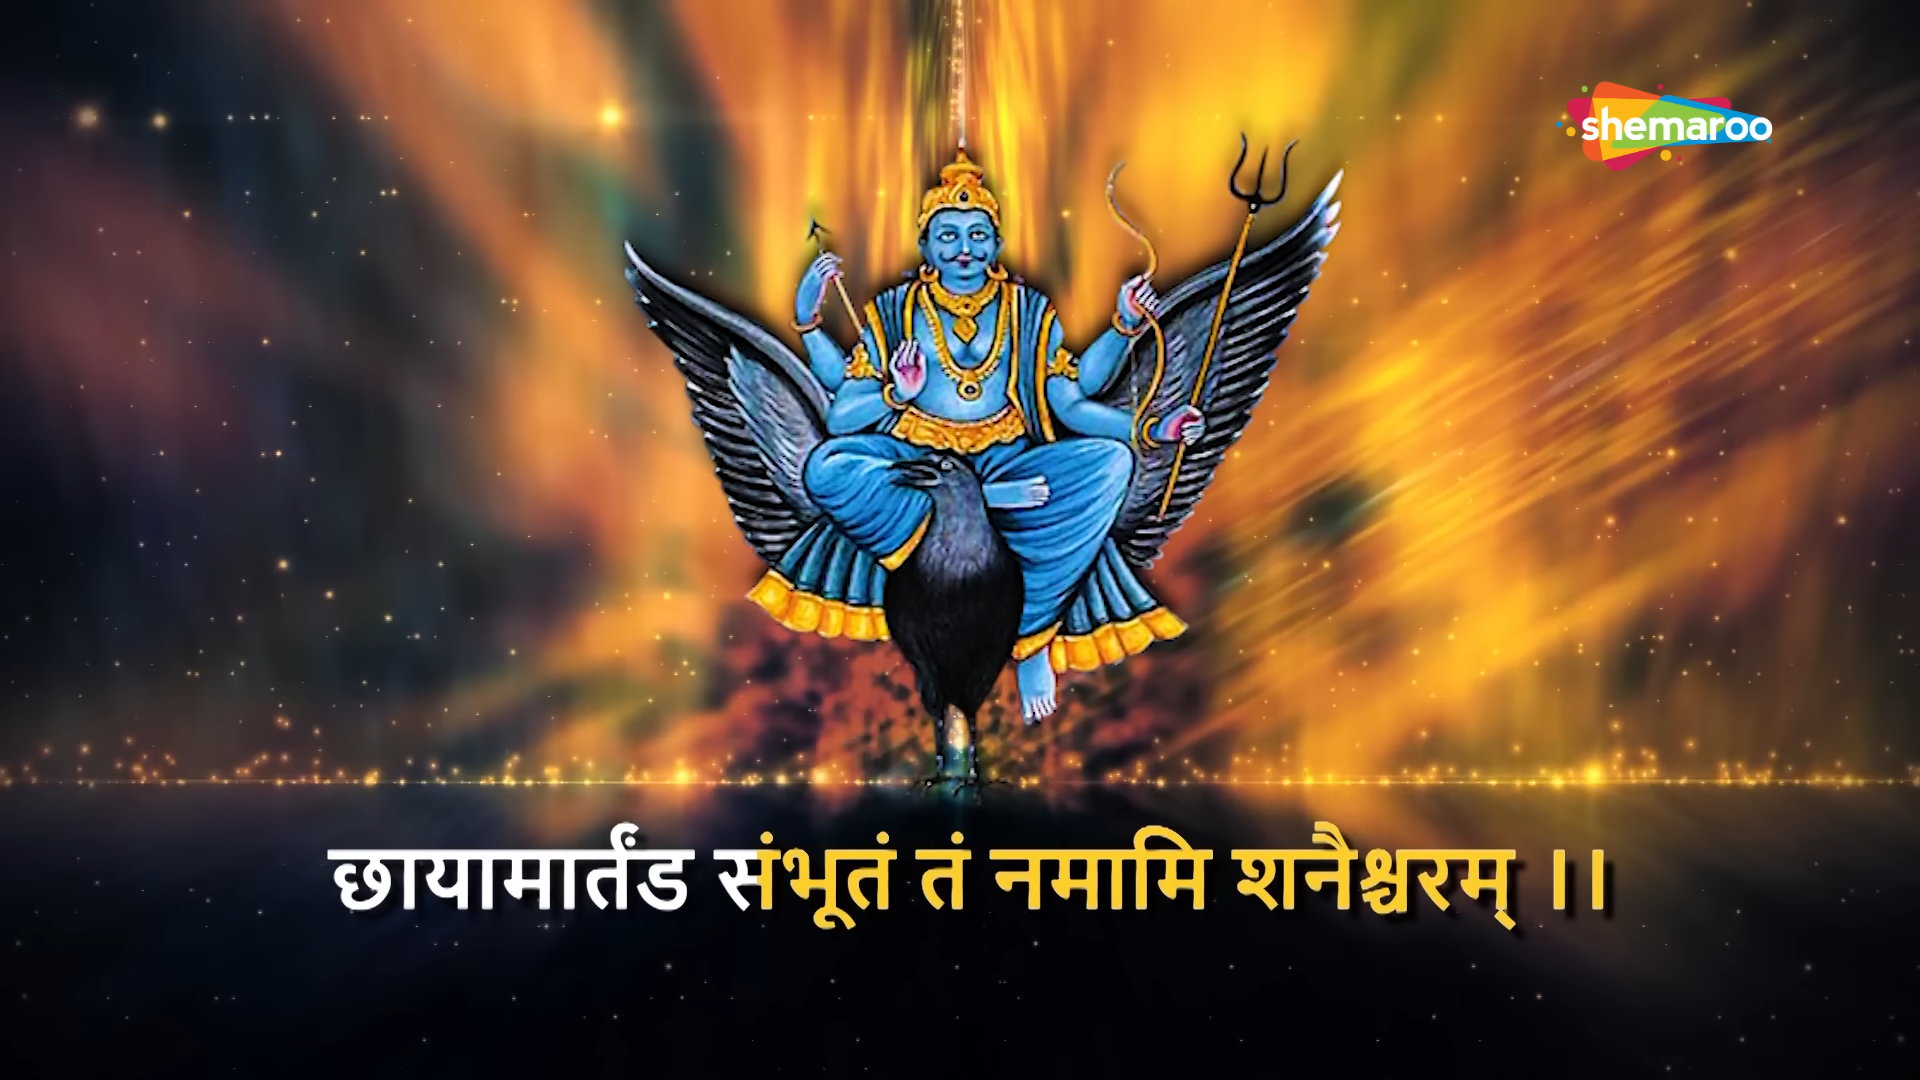 shemaroo
छायामार्तंड संभूतं तं नमामि शनैश्चरम् ।।